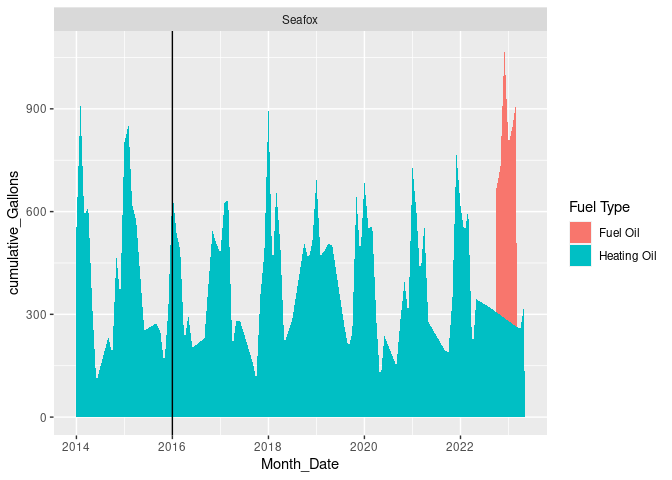 Seafox
cumulative_Gallons
900
600
300
0
2014
2016
2018
2020
2022
Month_Date
Fuel Type
Fuel Oil
Heating Oil